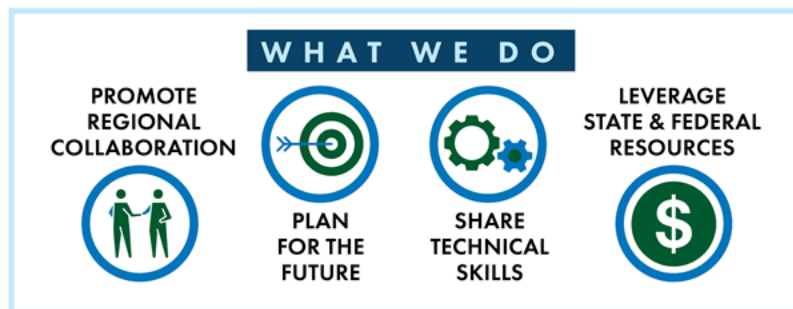 WHAT WE DO
PROMOTE
REGIONAL
COLLABORATION
PLAN
FOR THE
FUTURE
SHARE
TECHNICAL
SKILLS
LEVERAGE
STATE & FEDERAL
RESOURCES
$